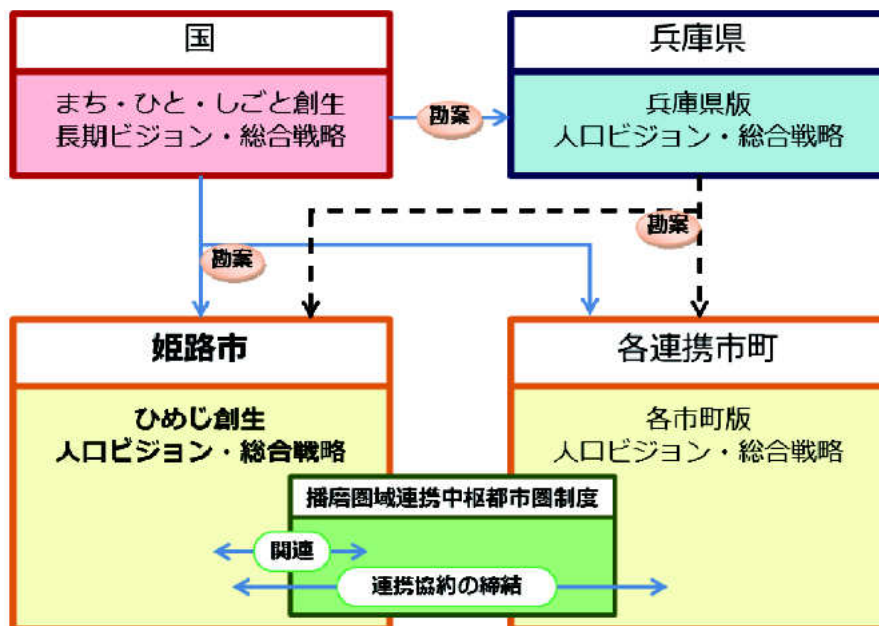 国
まち・ひと・しごと創生
長期ビジョン・総合戦略
勘案
兵庫県
兵庫県版
人口ビジョン・総合戦略
勘案
勘案
姫路市
ひめじ創生
人口ビジョン・総合戦略
各連携市町
各市町版
人口ビジョン・総合戦略
播磨圏域連携中枢都市圏制度
関連
連携協約の締結